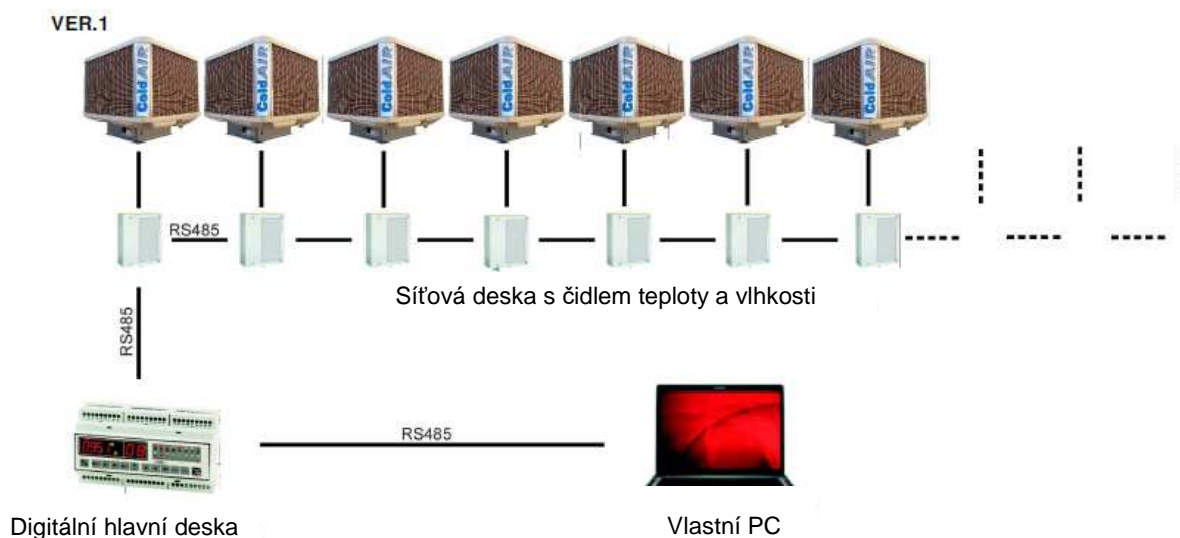 VER.1
ColdAIR
ColdAIR
ColdAIR
ColdAIR
ColdAIR
ColdAIR
ColdAIR
RS485
Síťová deska s čidlem teploty a vlhkosti
RS485
RS485
Digitální hlavní deska
Vlastní PC